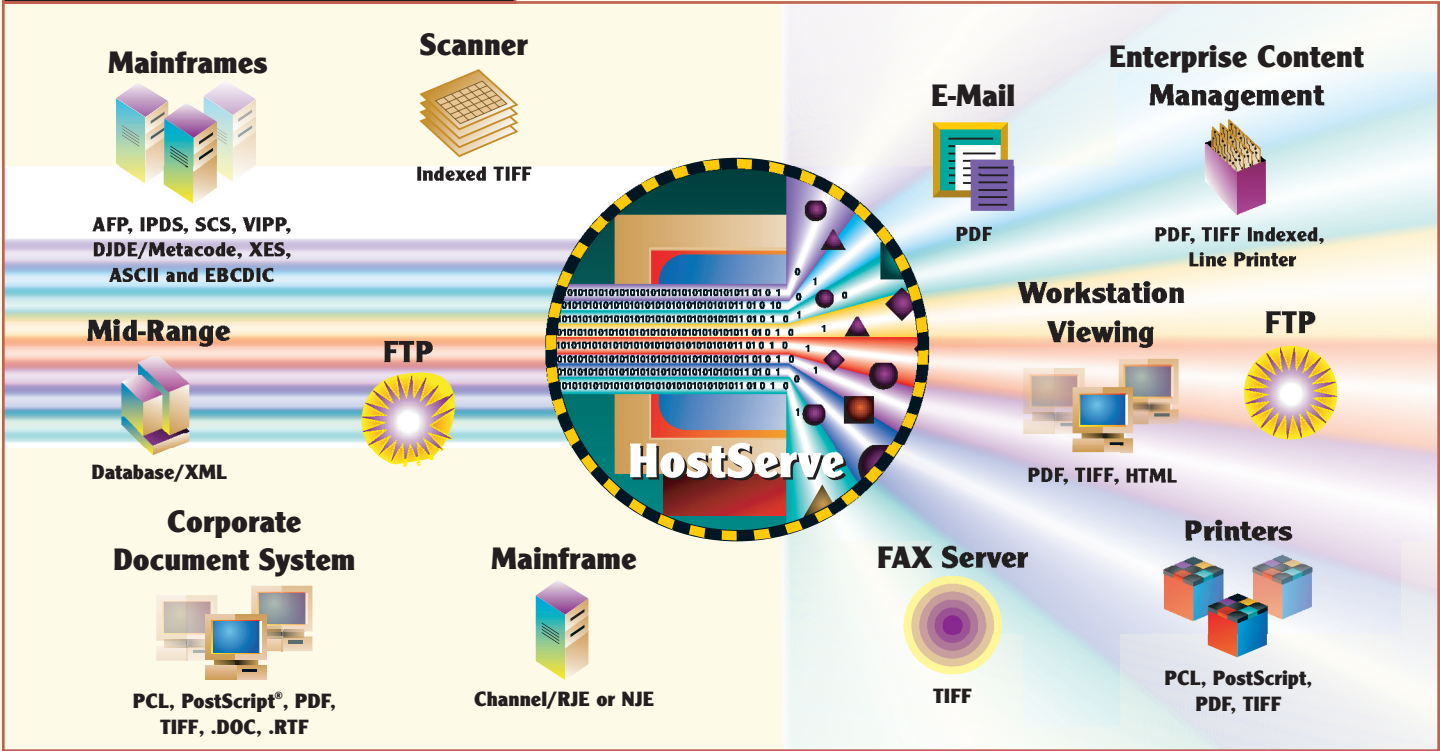 Mainframes
AFP, IPDS, SCS, VIPP,
DJDE/Metacode, XES,
ASCII and EBCDIC
Scanner
Indexed TIFF
Mid-Range
Database/XML
FTP
Corporate
Document System
PCL, PostScript®, PDF,
TIFF, .DOC, .RTF
Mainframe
Channel/RJE or NJE
HostServe
E-Mail
PDF
Enterprise Content
Management
PDF, TIFF Indexed,
Line Printer
Workstation
Viewing
PDF, TIFF, HTML
FTP
FAX Server
TIFF
Printers
PCL, PostScript,
PDF, TIFF